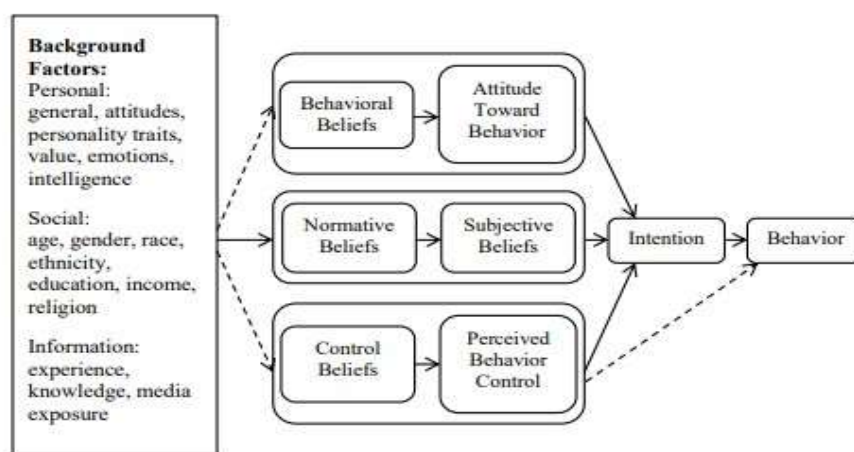 Background
Factors:
Personal:
general, attitudes,
personality traits,
value, emotions,
intelligence
Social:
age, gender, race,
ethnicity,
education, income,
religion
Information:
experience,
knowledge, media
exposure
Behavioral
Beliefs
Attitude
Toward
Behavior
Normative
Beliefs
Subjective
Beliefs
Control
Beliefs
Perceived
Behavior
Control
Intention
Behavior